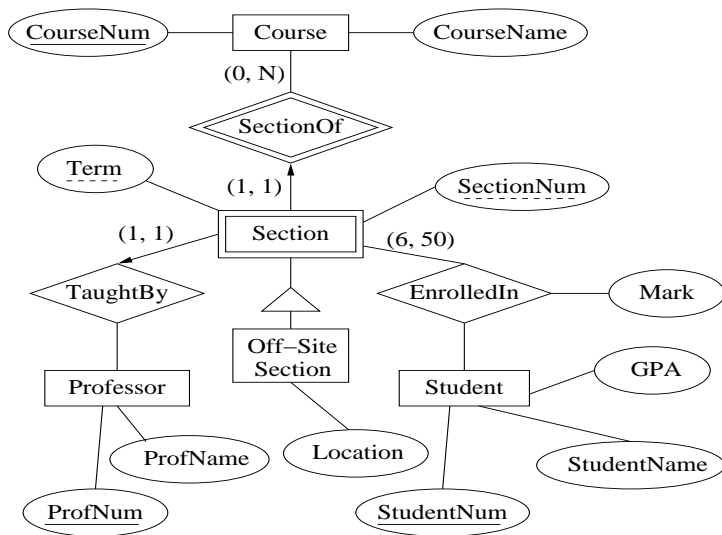 CourseNum
Course
CourseName
(0, N)
SectionOf
Term
(1, 1)
SectionNum
(1, 1)
Section
(6, 50)
TaughtBy
EnrolledIn
Mark
Off−Site
Section
Professor
Student
GPA
ProfName
Location
StudentName
ProfNum
StudentNum